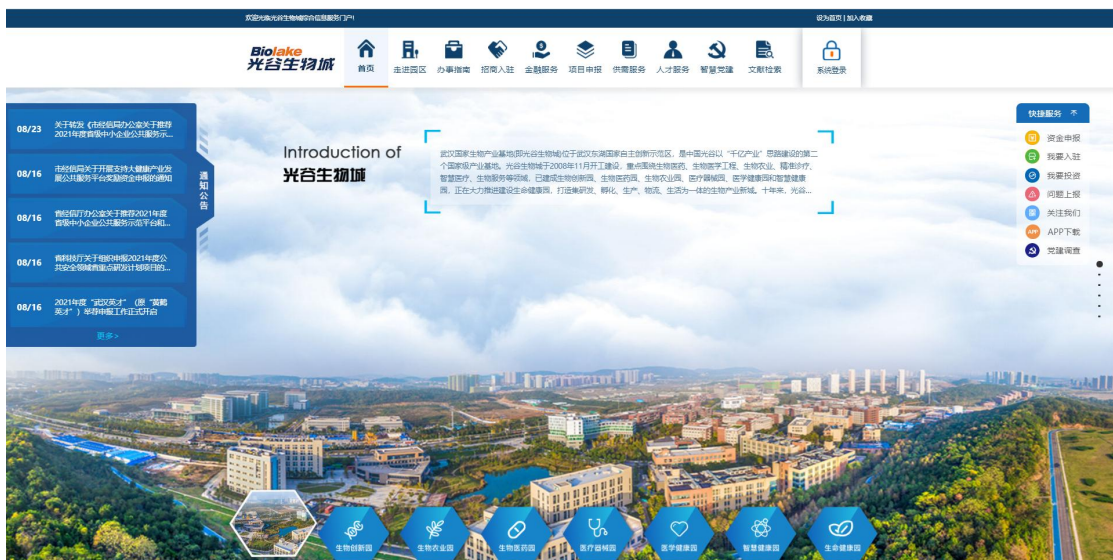 欢迎光临光谷生物城综合信息服务门户!
设为首页 | 加入收藏
Biolake
光谷生物城
首页
走进园区
办事指南
招商入驻
金融服务
项目申报
供需服务
人才服务
智慧党建
文献检索
系统登录
08/23 关于转发《市经信局办公室关于推荐
2021年度省级中小企业公共服务示...
08/16 市经信局关于开展支持大健康产业发
展公共服务平台奖励资金申报的通知
08/16 省经信厅办公室关于推荐2021年度
省级中小企业公共服务示范平台和...
08/16 省科技厅关于组织申报2021年度公
共安全领域省重点研发计划项目的...
08/16 2021年度“武汉英才”（原“黄鹤
英才”）举荐申报工作正式开启
更多>
通知公告
Introduction of
光谷生物城
武汉国家生物产业基地(即光谷生物城)位于武汉东湖国家自主创新示范区，是中国光谷以“千亿产业”思路建设的第二
个国家级产业基地。光谷生物城于2008年11月开工建设，重点围绕生物医药、生物医学工程、生物农业、精准诊疗、
智慧医疗、生物服务等领域，已建成生物创新园、生物医药园、生物农业园、医疗器械园、医学健康园和智慧健康
园，正在大力推进建设生命健康园，打造集研发、孵化、生产、物流、生活为一体的生物产业新城。十年来，光谷...
快捷服务
资金申报
我要入驻
我要投资
问题上报
关注我们
APP
APP下载
党建调查
生物创新园
生物农业园
生物医药园
医疗器械园
医学健康园
智慧健康园
生命健康园